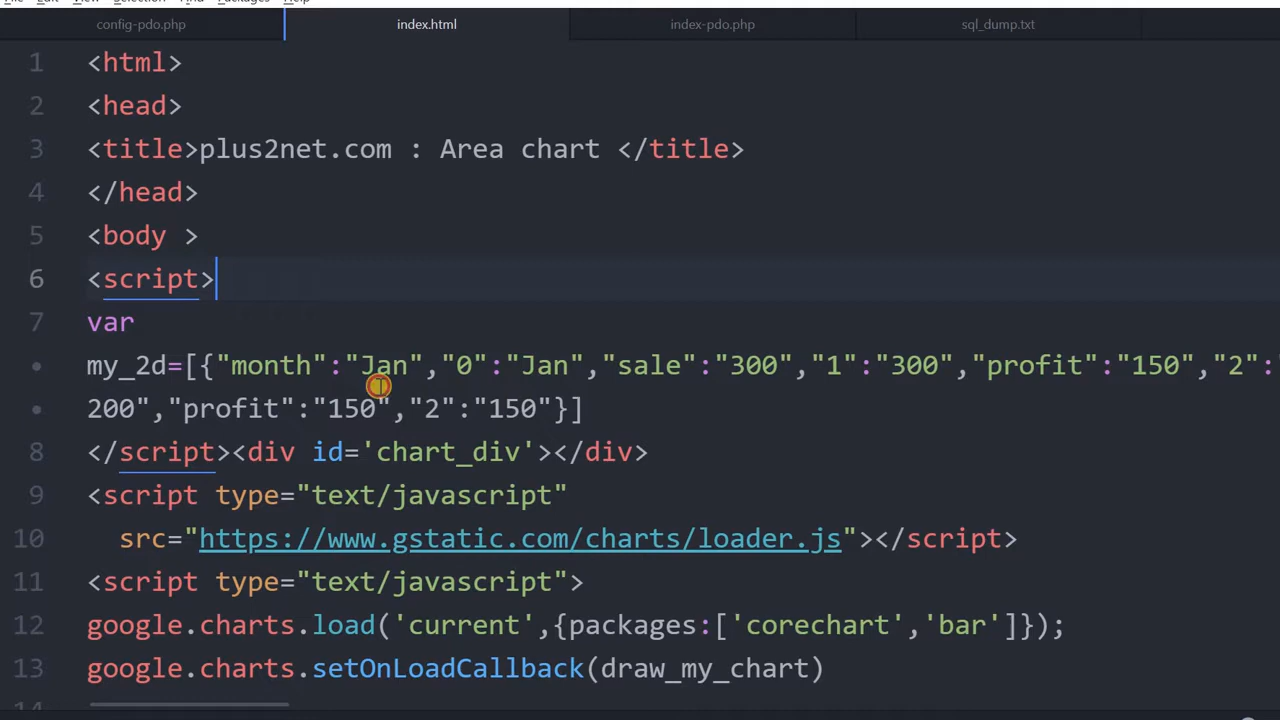 config-pdo.php index.html index-pdo.php sql_dump.txt
1 <html>
2 <head>
3 <title>plus2net.com : Area chart </title>
4 </head>
5 <body >
6 <script>
7 var
my_2d=[{"month":"Jan","0":"Jan","sale":"300","1":"300","profit":"150","2":
200","profit":"150","2":"150"}]
8 </script><div id='chart_div'></div>
9 <script type="text/javascript"
10 src="https://www.gstatic.com/charts/loader.js"></script>
11 <script type="text/javascript">
12 google.charts.load('current',{packages:['corechart','bar']});
13 google.charts.setOnLoadCallback(draw_my_chart)